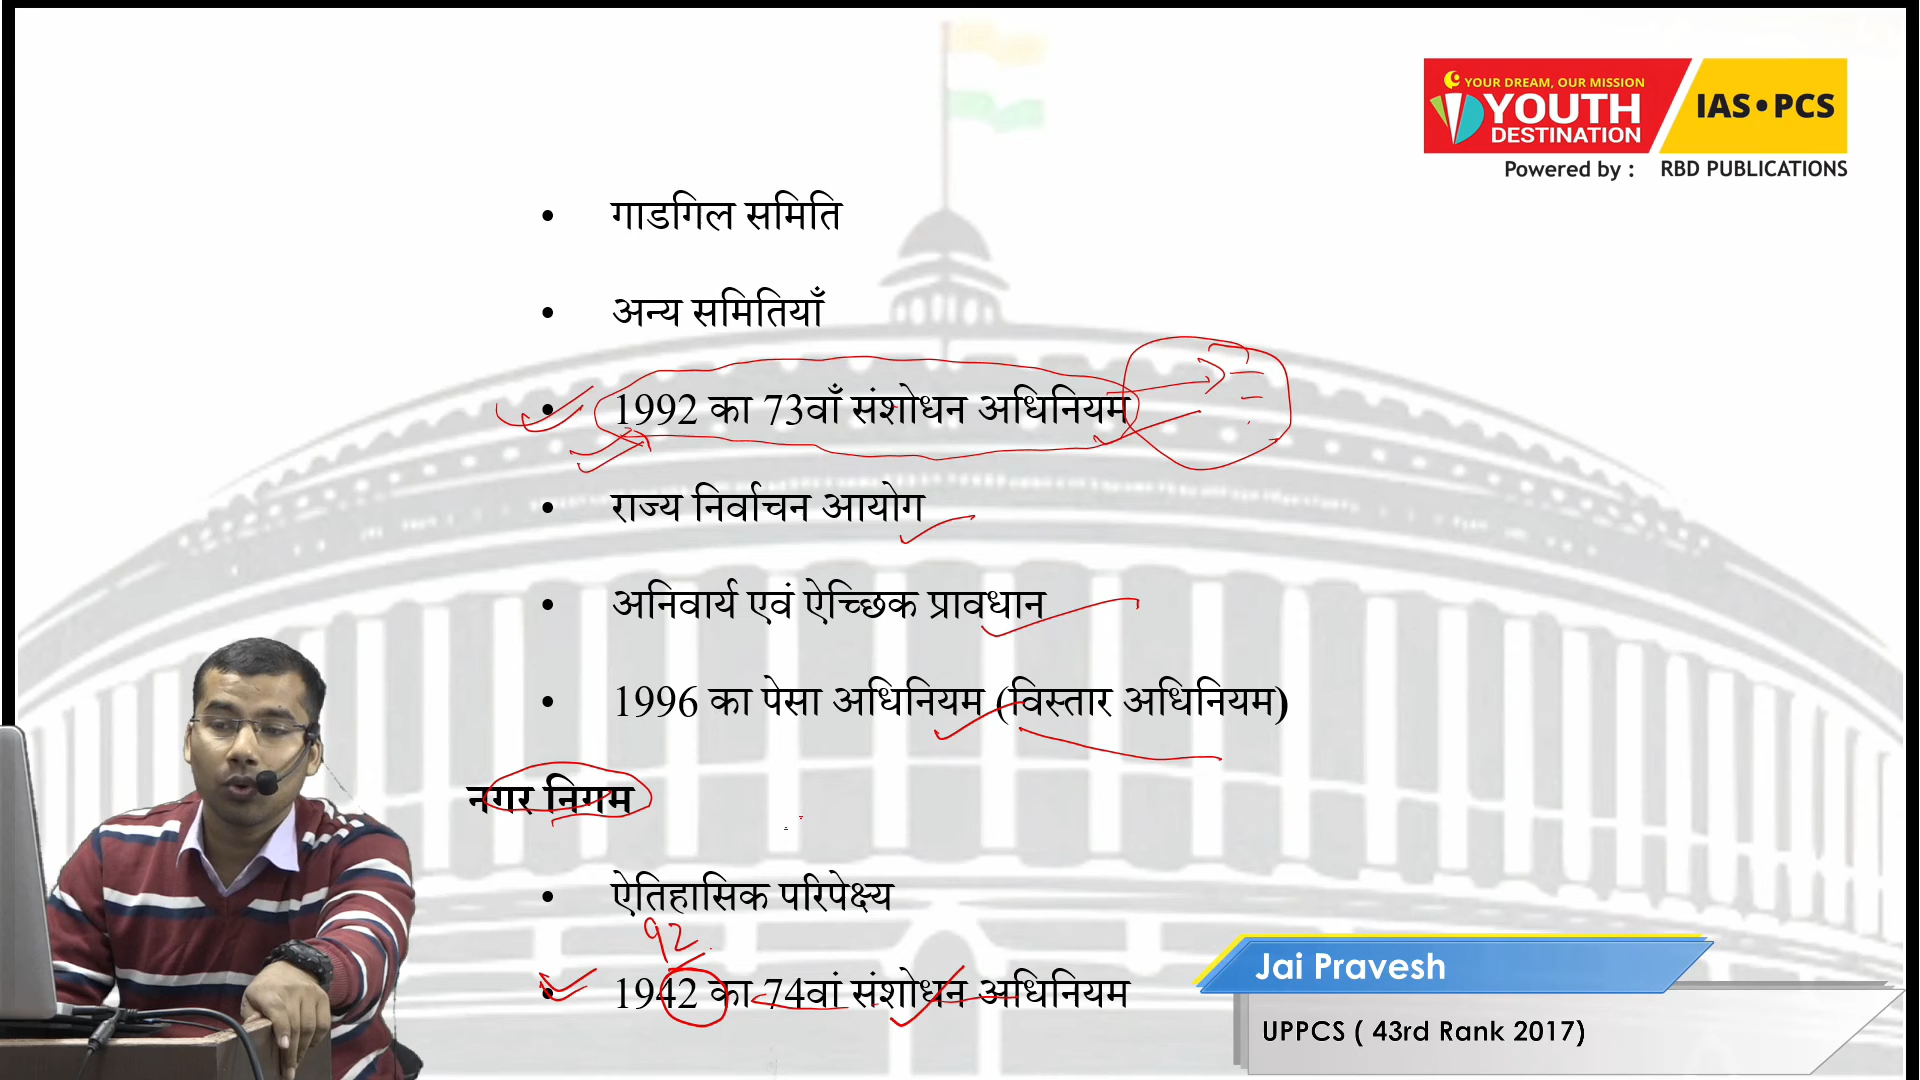 YOUR DREAM, OUR MISSION
YOUTH
DESTINATION
IAS•PCS
Powered by : RBD PUBLICATIONS
• गाडगिल समिति
• अन्य समितियाँ
• 1992 का 73वाँ संशोधन अधिनियम
• राज्य निर्वाचन आयोग
• अनिवार्य एवं ऐच्छिक प्रावधान
• 1996 का पेसा अधिनियम (विस्तार अधिनियम)
नगर निगम
• ऐतिहासिक परिपेक्ष्य
92
• 1942 का 74वां संशोधन अधिनियम
Jai Pravesh
UPPCS ( 43rd Rank 2017)